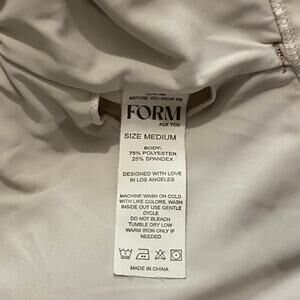 BEFORE YOU WEAR ME
FORM
FOR YOU
SIZE MEDIUM
BODY:
75% POLYESTER
25% SPANDEX
DESIGNED WITH LOVE
IN LOS ANGELES
MACHINE WASH ON COLD
WITH LIKE COLORS, WASH
INSIDE OUT USE GENTLE
CYCLE
DO NOT BLEACH
TUMBLE DRY LOW
WARM IRON ONLY IF
NEEDED
MADE IN CHINA